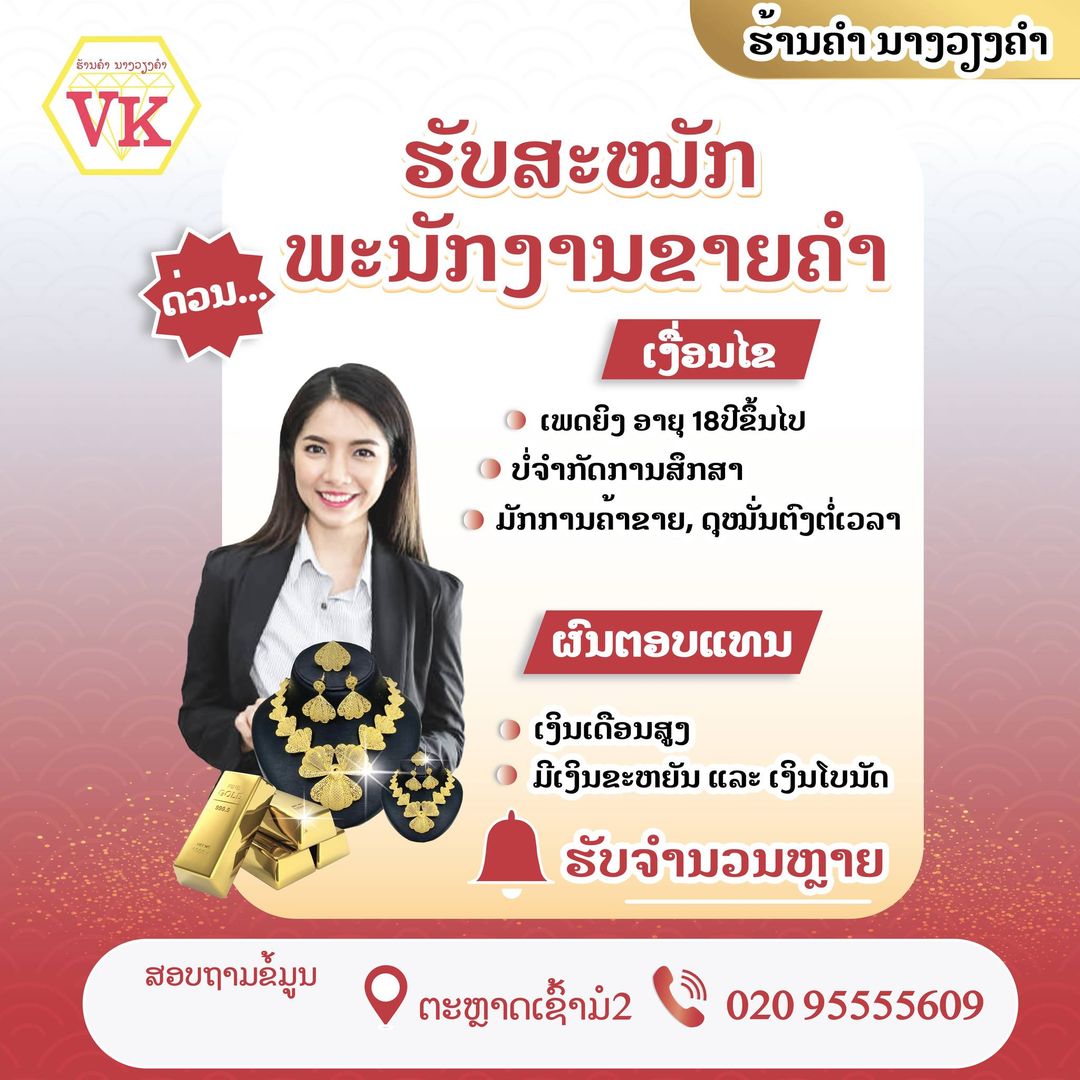 ຮ້ານຄຳ ນາງວຽງຄຳ
ຮ້ານຄຳ ນາງວຽງຄຳ
VK
ຮັບສະໝັກ
ພະນັກງານຂາຍຄຳ
ດ່ວນ...
ເງື່ອນໄຂ
ເພດຍິງ ອາຍຸ 18ປີຂຶ້ນໄປ
ບໍ່ຈຳກັດການສຶກສາ
ມັກການຄ້າຂາຍ, ດຸໝັ່ນຕົງຕໍ່ເວລາ
ຜົນຕອບແທນ
ເງິນເດືອນສູງ
ມີເງິນຂະຫຍັນ ແລະ ເງິນໂບນັດ
GOLD
999.9
ຮັບຈຳນວນຫຼາຍ
ສອບຖາມຂໍ້ມູນ
ຕະຫຼາດເຊົ້າມໍ2
020 95555609